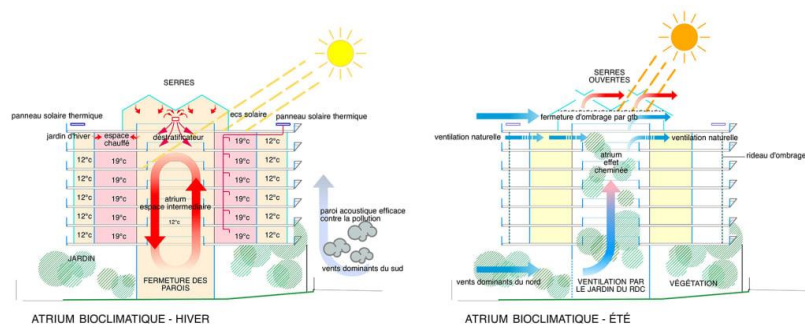 SERRES
ecs solaire
panneau solaire thermique
panneau solaire thermique
jardin d'hiver
espace
chauffé
déstratificateur
12°c
19°c
19°c
12°c
12°c
19°c
19°c
12°c
12°c
19°c
19°c
12°c
12°c
19°c
19°c
12°c
12°c
19°c
19°c
12°c
12°c
19°c
19°c
12°c
atrium
espace intermediaire
12°c
paroi acoustique efficace
contre la pollution
vents dominants du sud
JARDIN
FERMETURE DES
PAROIS
ATRIUM BIOCLIMATIQUE - HIVER
SERRES
OUVERTES
fermeture d'ombrage par gtb
ventilation naturelle
ventilation naturelle
atrium
effet
cheminée
rideau d'ombrage
vents dominants du nord
VENTILATION PAR
LE JARDIN DU RDC
VÉGÉTATION
ATRIUM BIOCLIMATIQUE - ÉTÉ